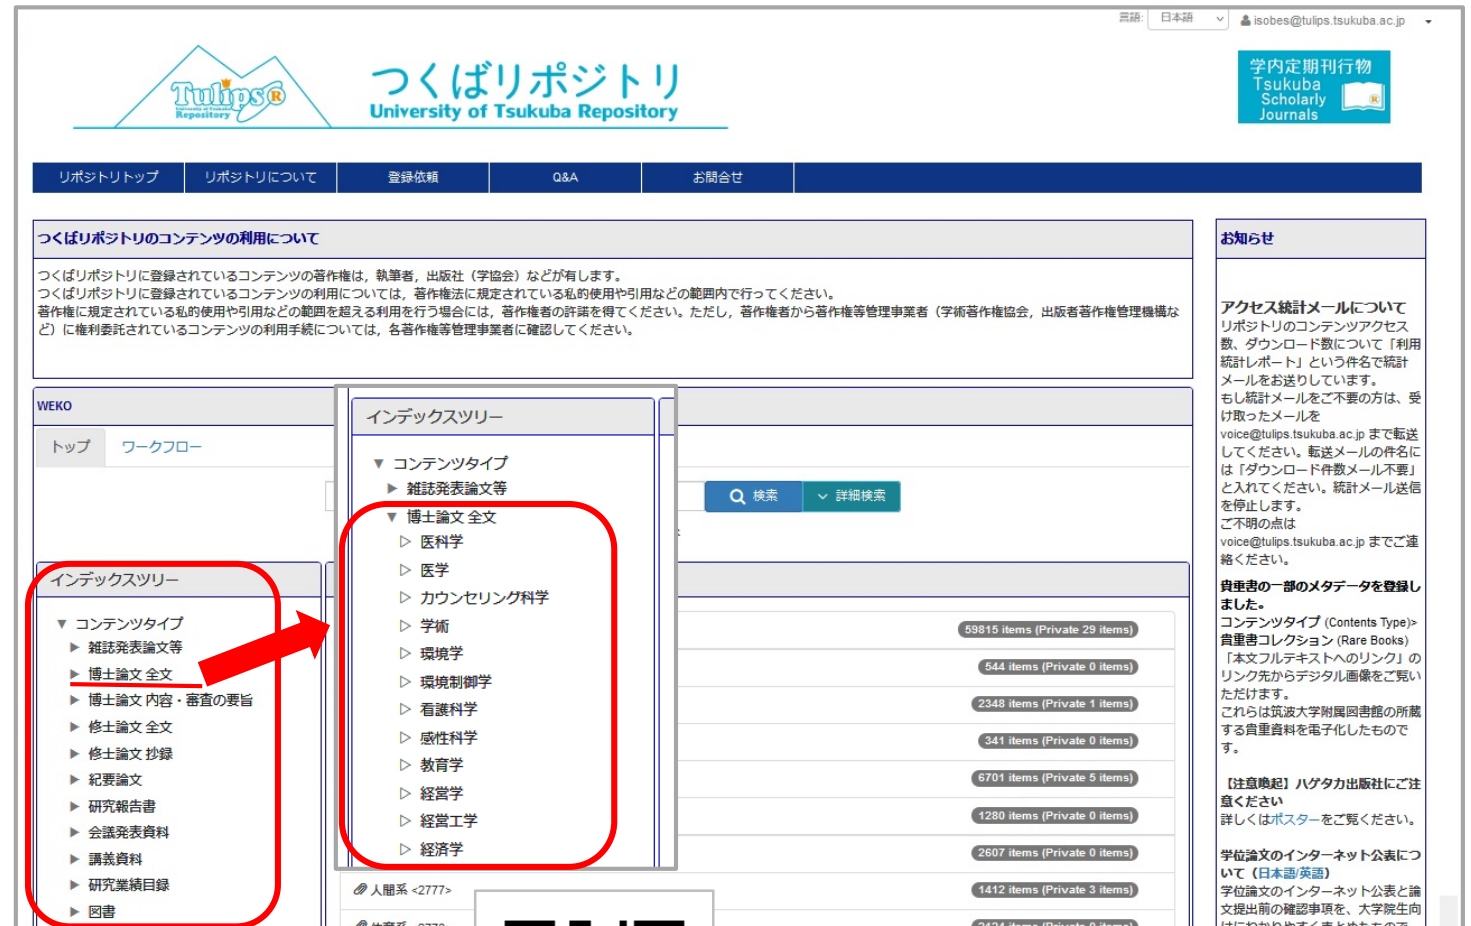 言語: 日本語
isobes@tulips.tsukuba.ac.jp
Tulips R
University of Tsukuba
Repository
つくばリポジトリ
University of Tsukuba Repository
学内定期刊行物
Tsukuba
Scholarly
Journals
R
リポジトリトップ
リポジトリについて
登録依頼
Q&A
お問合せ
つくばリポジトリのコンテンツの利用について
つくばリポジトリに登録されているコンテンツの著作権は，執筆者，出版社（学協会）などが有します。
つくばリポジトリに登録されているコンテンツの利用については，著作権法に規定されている私的使用や引用などの範囲内で行ってください。
著作権に規定されている私的使用や引用などの範囲を超える利用を行う場合には，著作権者の許諾を得てください。ただし，著作権者から著作権等管理事業者（学術著作権協会，出版者著作権管理機構な
ど）に権利委託されているコンテンツの利用手続については，各著作権等管理事業者に確認してください。
WEKO
トップ
ワークフロー
検索
詳細検索
インデックスツリー
コンテンツタイプ
雑誌発表論文等
博士論文 全文
博士論文 内容・審査の要旨
修士論文 全文
修士論文 抄録
紀要論文
研究報告書
会議発表資料
講義資料
研究業績目録
図書
インデックスツリー
コンテンツタイプ
雑誌発表論文等
博士論文 全文
医科学
医学
カウンセリング科学
学術
環境学
環境制御学
看護科学
感性科学
教育学
経営学
経営工学
経済学
59815 items (Private 29 items)
544 items (Private 0 items)
2348 items (Private 1 items)
341 items (Private 0 items)
6701 items (Private 5 items)
1280 items (Private 0 items)
2607 items (Private 0 items)
人間系 <2777>
1412 items (Private 3 items)
お知らせ
アクセス統計メールについて
リポジトリのコンテンツアクセス
数、ダウンロード数について「利用
統計レポート」という件名で統計
メールをお送りしています。
もし統計メールをご不要の方は、受
け取ったメールを
voice@tulips.tsukuba.ac.jp まで転送
してください。転送メールの件名に
は「ダウンロード件数メール不要」
と入れてください。統計メール送信
を停止します。
ご不明の点は
voice@tulips.tsukuba.ac.jp までご連
絡ください。
貴重書の一部のメタデータを登録し
ました。
コンテンツタイプ (Contents Type)>
貴重書コレクション (Rare Books)
「本文フルテキストへのリンク」の
リンク先からデジタル画像をご覧い
ただけます。
これらは筑波大学附属図書館の所蔵
する貴重資料を電子化したもので
す。
【注意喚起】ハゲタカ出版社にご注
意ください
詳しくはポスターをご覧ください。
学位論文のインターネット公表につ
いて（日本語/英語）
学位論文のインターネット公表と論
文提出前の確認事項を、大学院生向